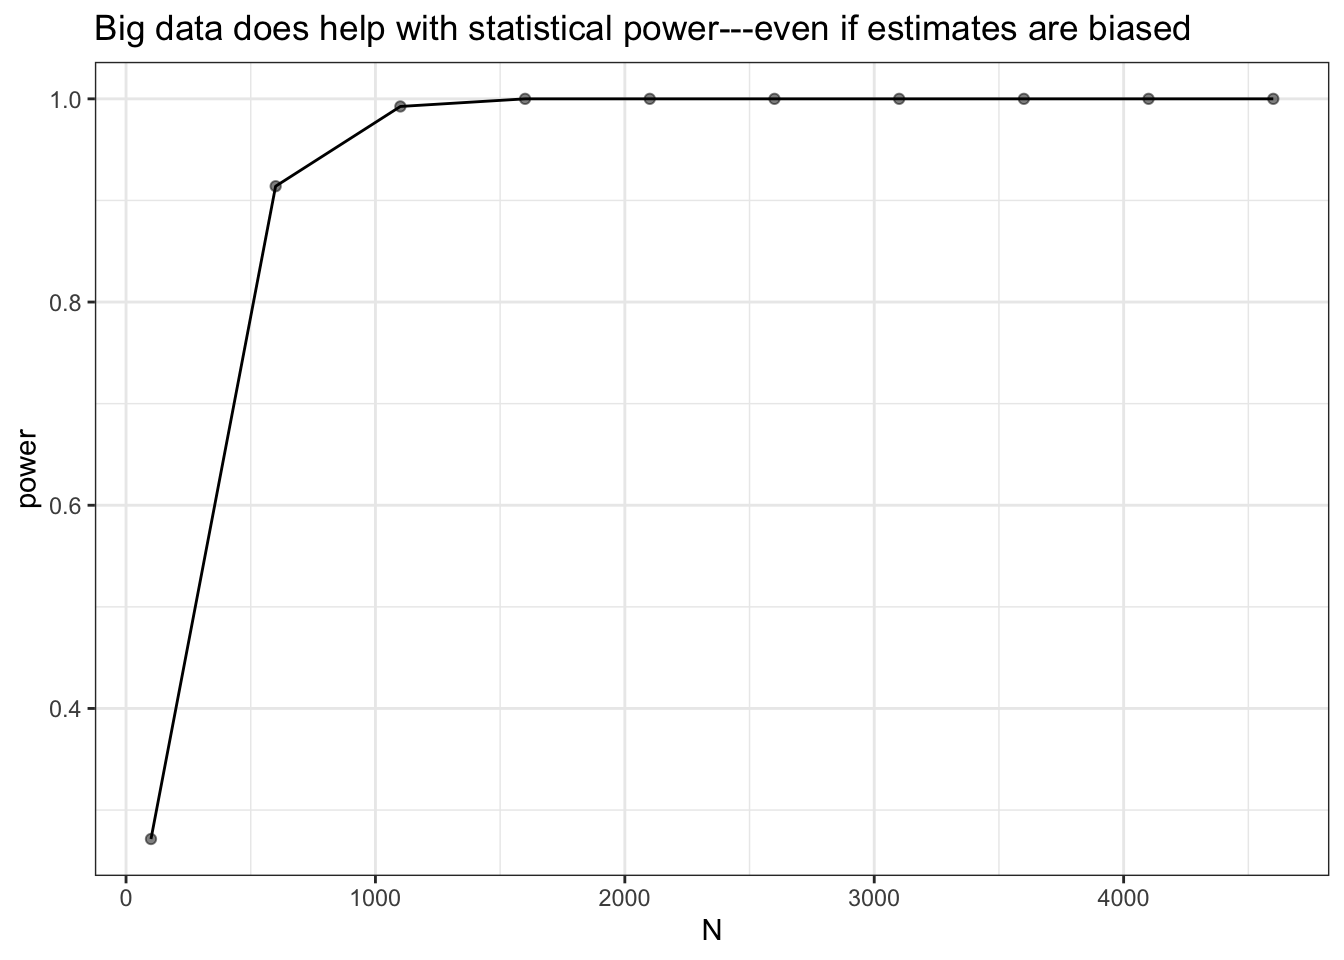 Big data does help with statistical power---even if estimates are biased
1.0
0.8
power
0.6
0.4
0 1000 2000 3000 4000
N